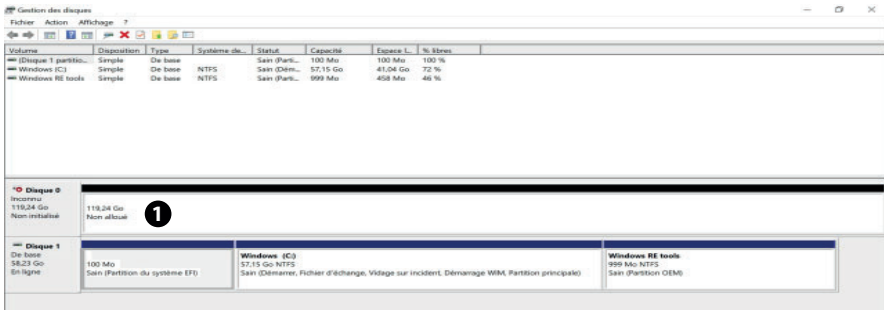 Gestion des disques
Fichier Action Affichage ?
Volume Disposition Type Système de... Statut Capacité Espace l... % libres
(Disque 1 partitio... Simple De base Sain (Parti... 100 Mo 100 Mo 100 %
Windows (C:) Simple De base NTFS Sain (Dém... 57,15 Go 41,04 Go 72 %
Windows RE tools Simple De base NTFS Sain (Parti... 999 Mo 458 Mo 46 %
Disque 0
Inconnu
119,24 Go
Non initialisé
119,24 Go
Non alloué
1
Disque 1
De base
58,23 Go
En ligne
100 Mo
Sain (Partition du système EFI)
Windows (C:)
57,15 Go NTFS
Sain (Démarrer, Fichier d'échange, Vidage sur incident, Démarrage WIM, Partition principale)
Windows RE tools
999 Mo NTFS
Sain (Partition OEM)